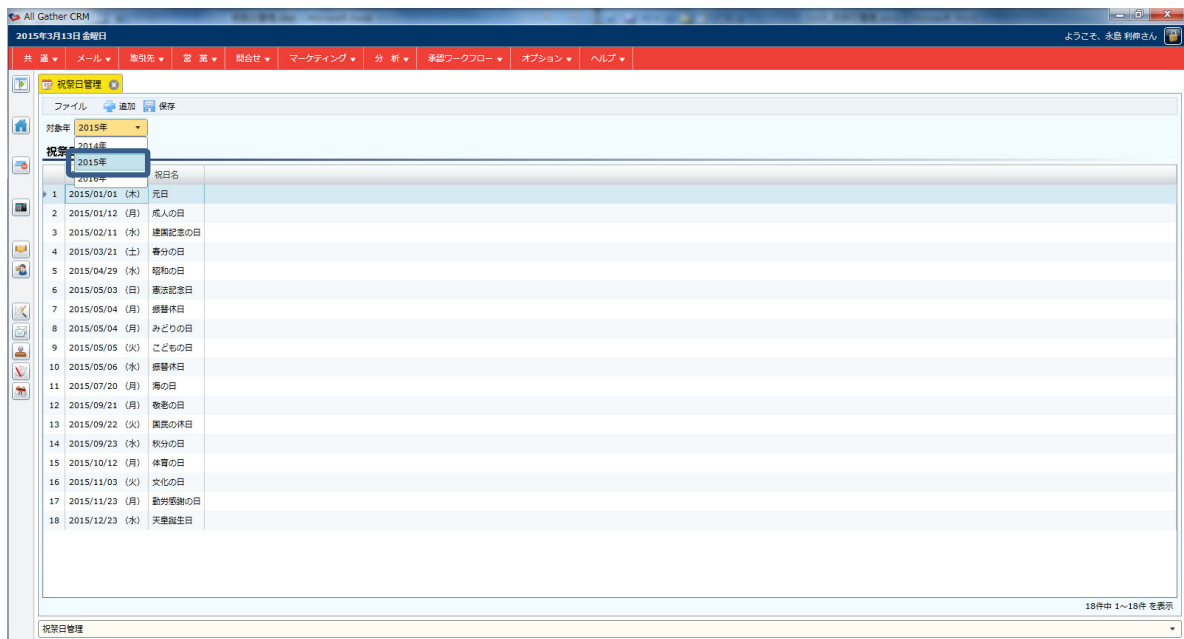 All Gather CRM
2015年3月13日 金曜日 ようこそ、永島 利伸さん
共 通 メール 取引先 営 業 問合せ マーケティング 分 析 承認ワークフロー オプション ヘルプ
祝祭日管理
ファイル 追加 保存
対象年 2015年
2014年
祝祭
2015年
2016年
祝日名
1 2015/01/01 (木) 元日
2 2015/01/12 (月) 成人の日
3 2015/02/11 (水) 建国記念の日
4 2015/03/21 (土) 春分の日
5 2015/04/29 (水) 昭和の日
6 2015/05/03 (日) 憲法記念日
7 2015/05/04 (月) 振替休日
8 2015/05/04 (月) みどりの日
9 2015/05/05 (火) こどもの日
10 2015/05/06 (水) 振替休日
11 2015/07/20 (月) 海の日
12 2015/09/21 (月) 敬老の日
13 2015/09/22 (火) 国民の休日
14 2015/09/23 (水) 秋分の日
15 2015/10/12 (月) 体育の日
16 2015/11/03 (火) 文化の日
17 2015/11/23 (月) 勤労感謝の日
18 2015/12/23 (水) 天皇誕生日
18件中 1～18件 を表示
祝祭日管理